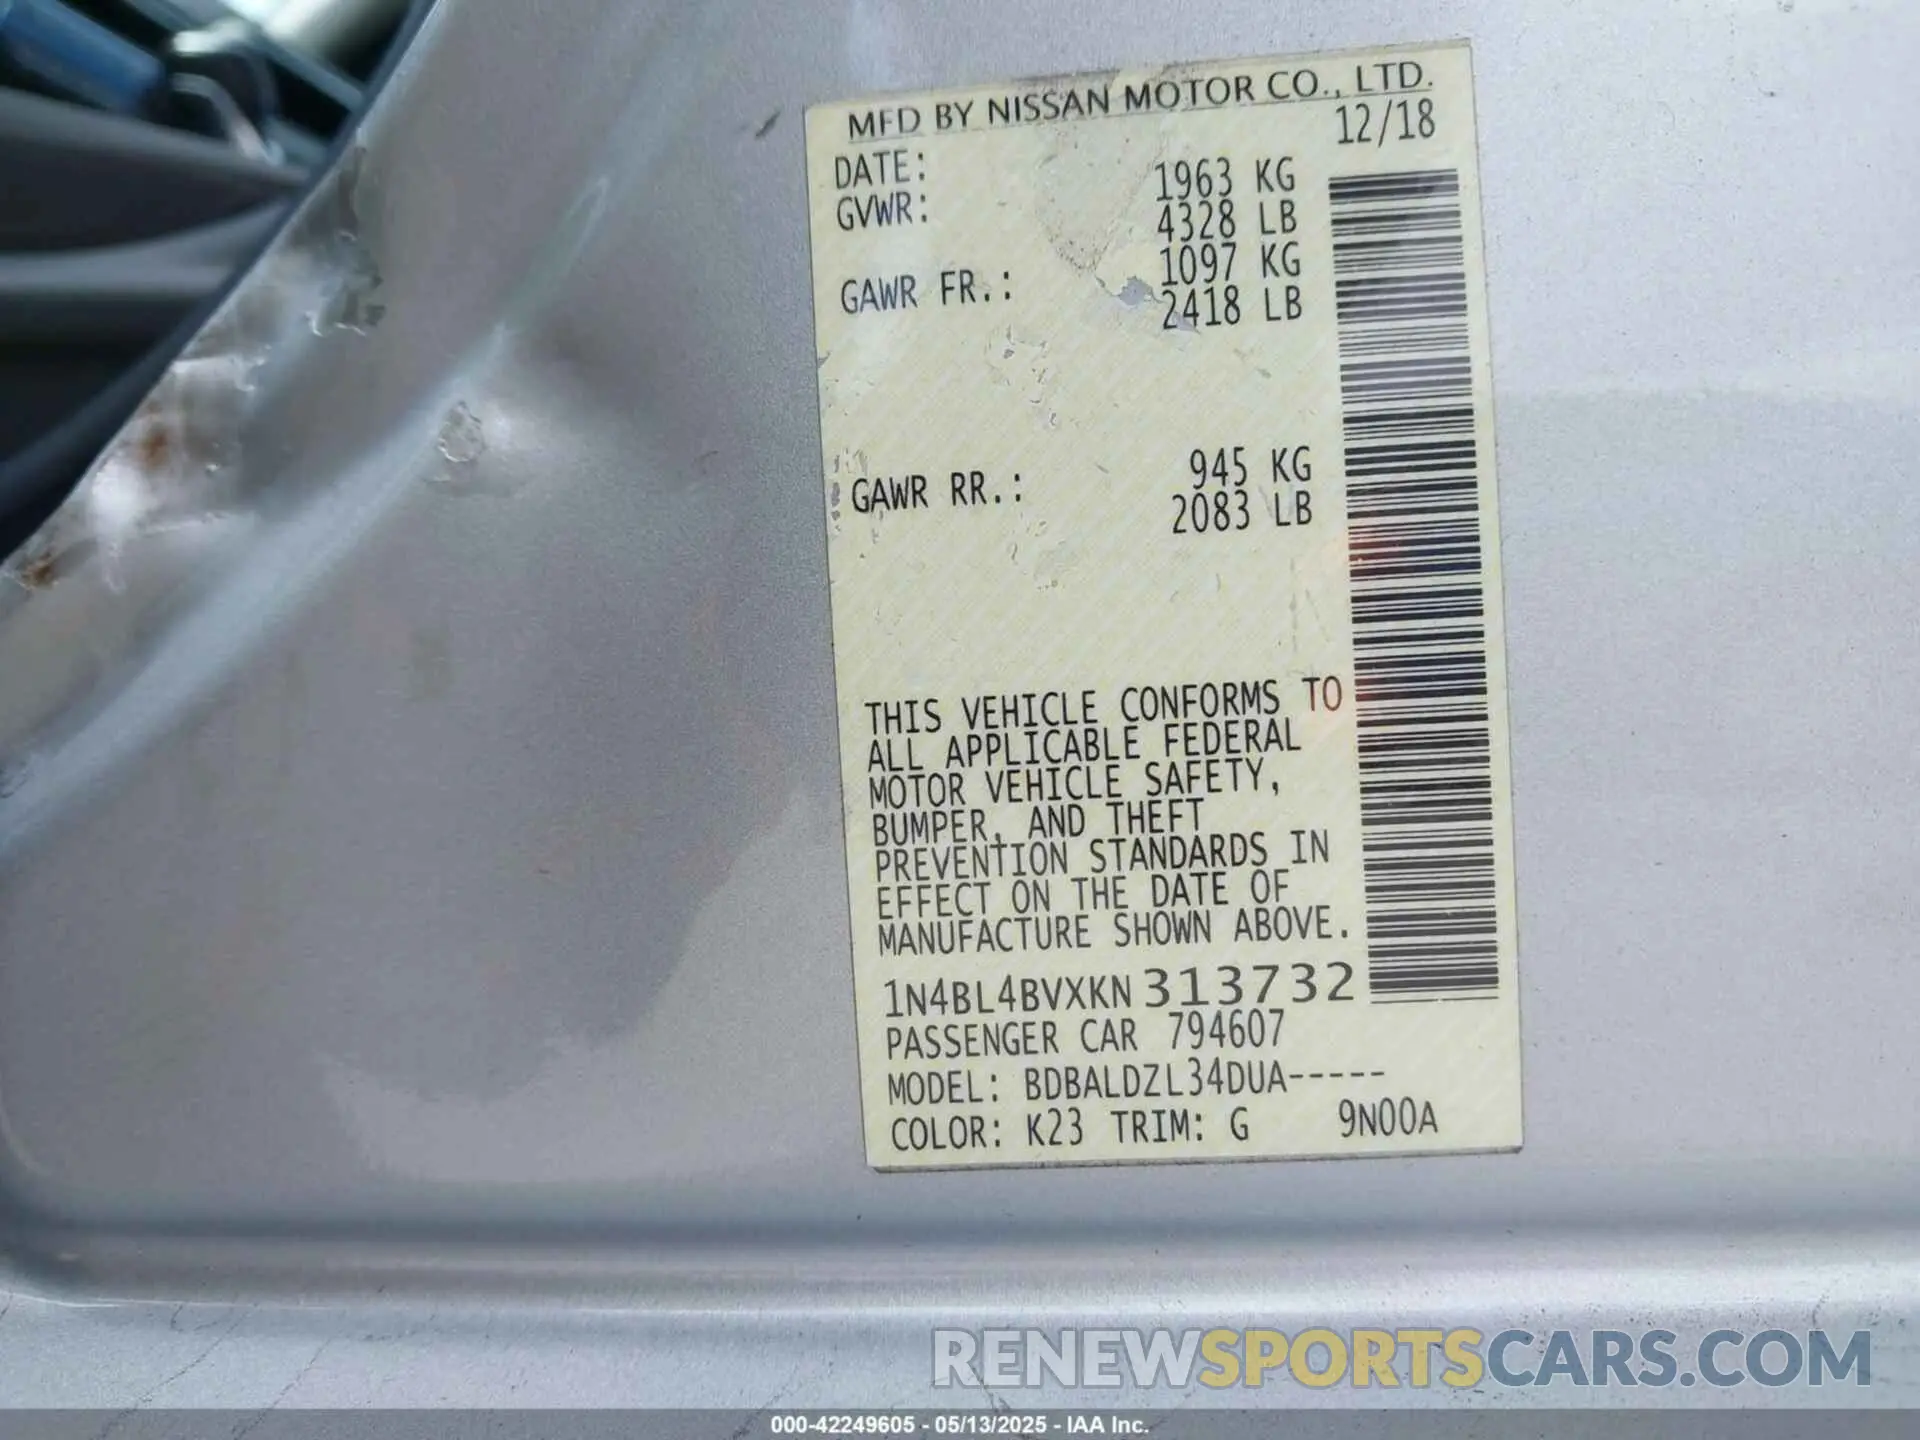 MFD BY NISSAN MOTOR CO., LTD.
DATE: 12/18
GVWR: 1963 KG
4328 LB
GAWR FR.: 1097 KG
2418 LB
GAWR RR.: 945 KG
2083 LB
THIS VEHICLE CONFORMS TO
ALL APPLICABLE FEDERAL
MOTOR VEHICLE SAFETY,
BUMPER, AND THEFT
PREVENTION STANDARDS IN
EFFECT ON THE DATE OF
MANUFACTURE SHOWN ABOVE.
1N4BL4BVXKN313732
PASSENGER CAR 794607
MODEL: BDBALDZL34DUA-----
COLOR: K23 TRIM: G 9N00A
RENEWSPORTSCARS.COM
000-42249605 - 05/13/2025 - IAA Inc.